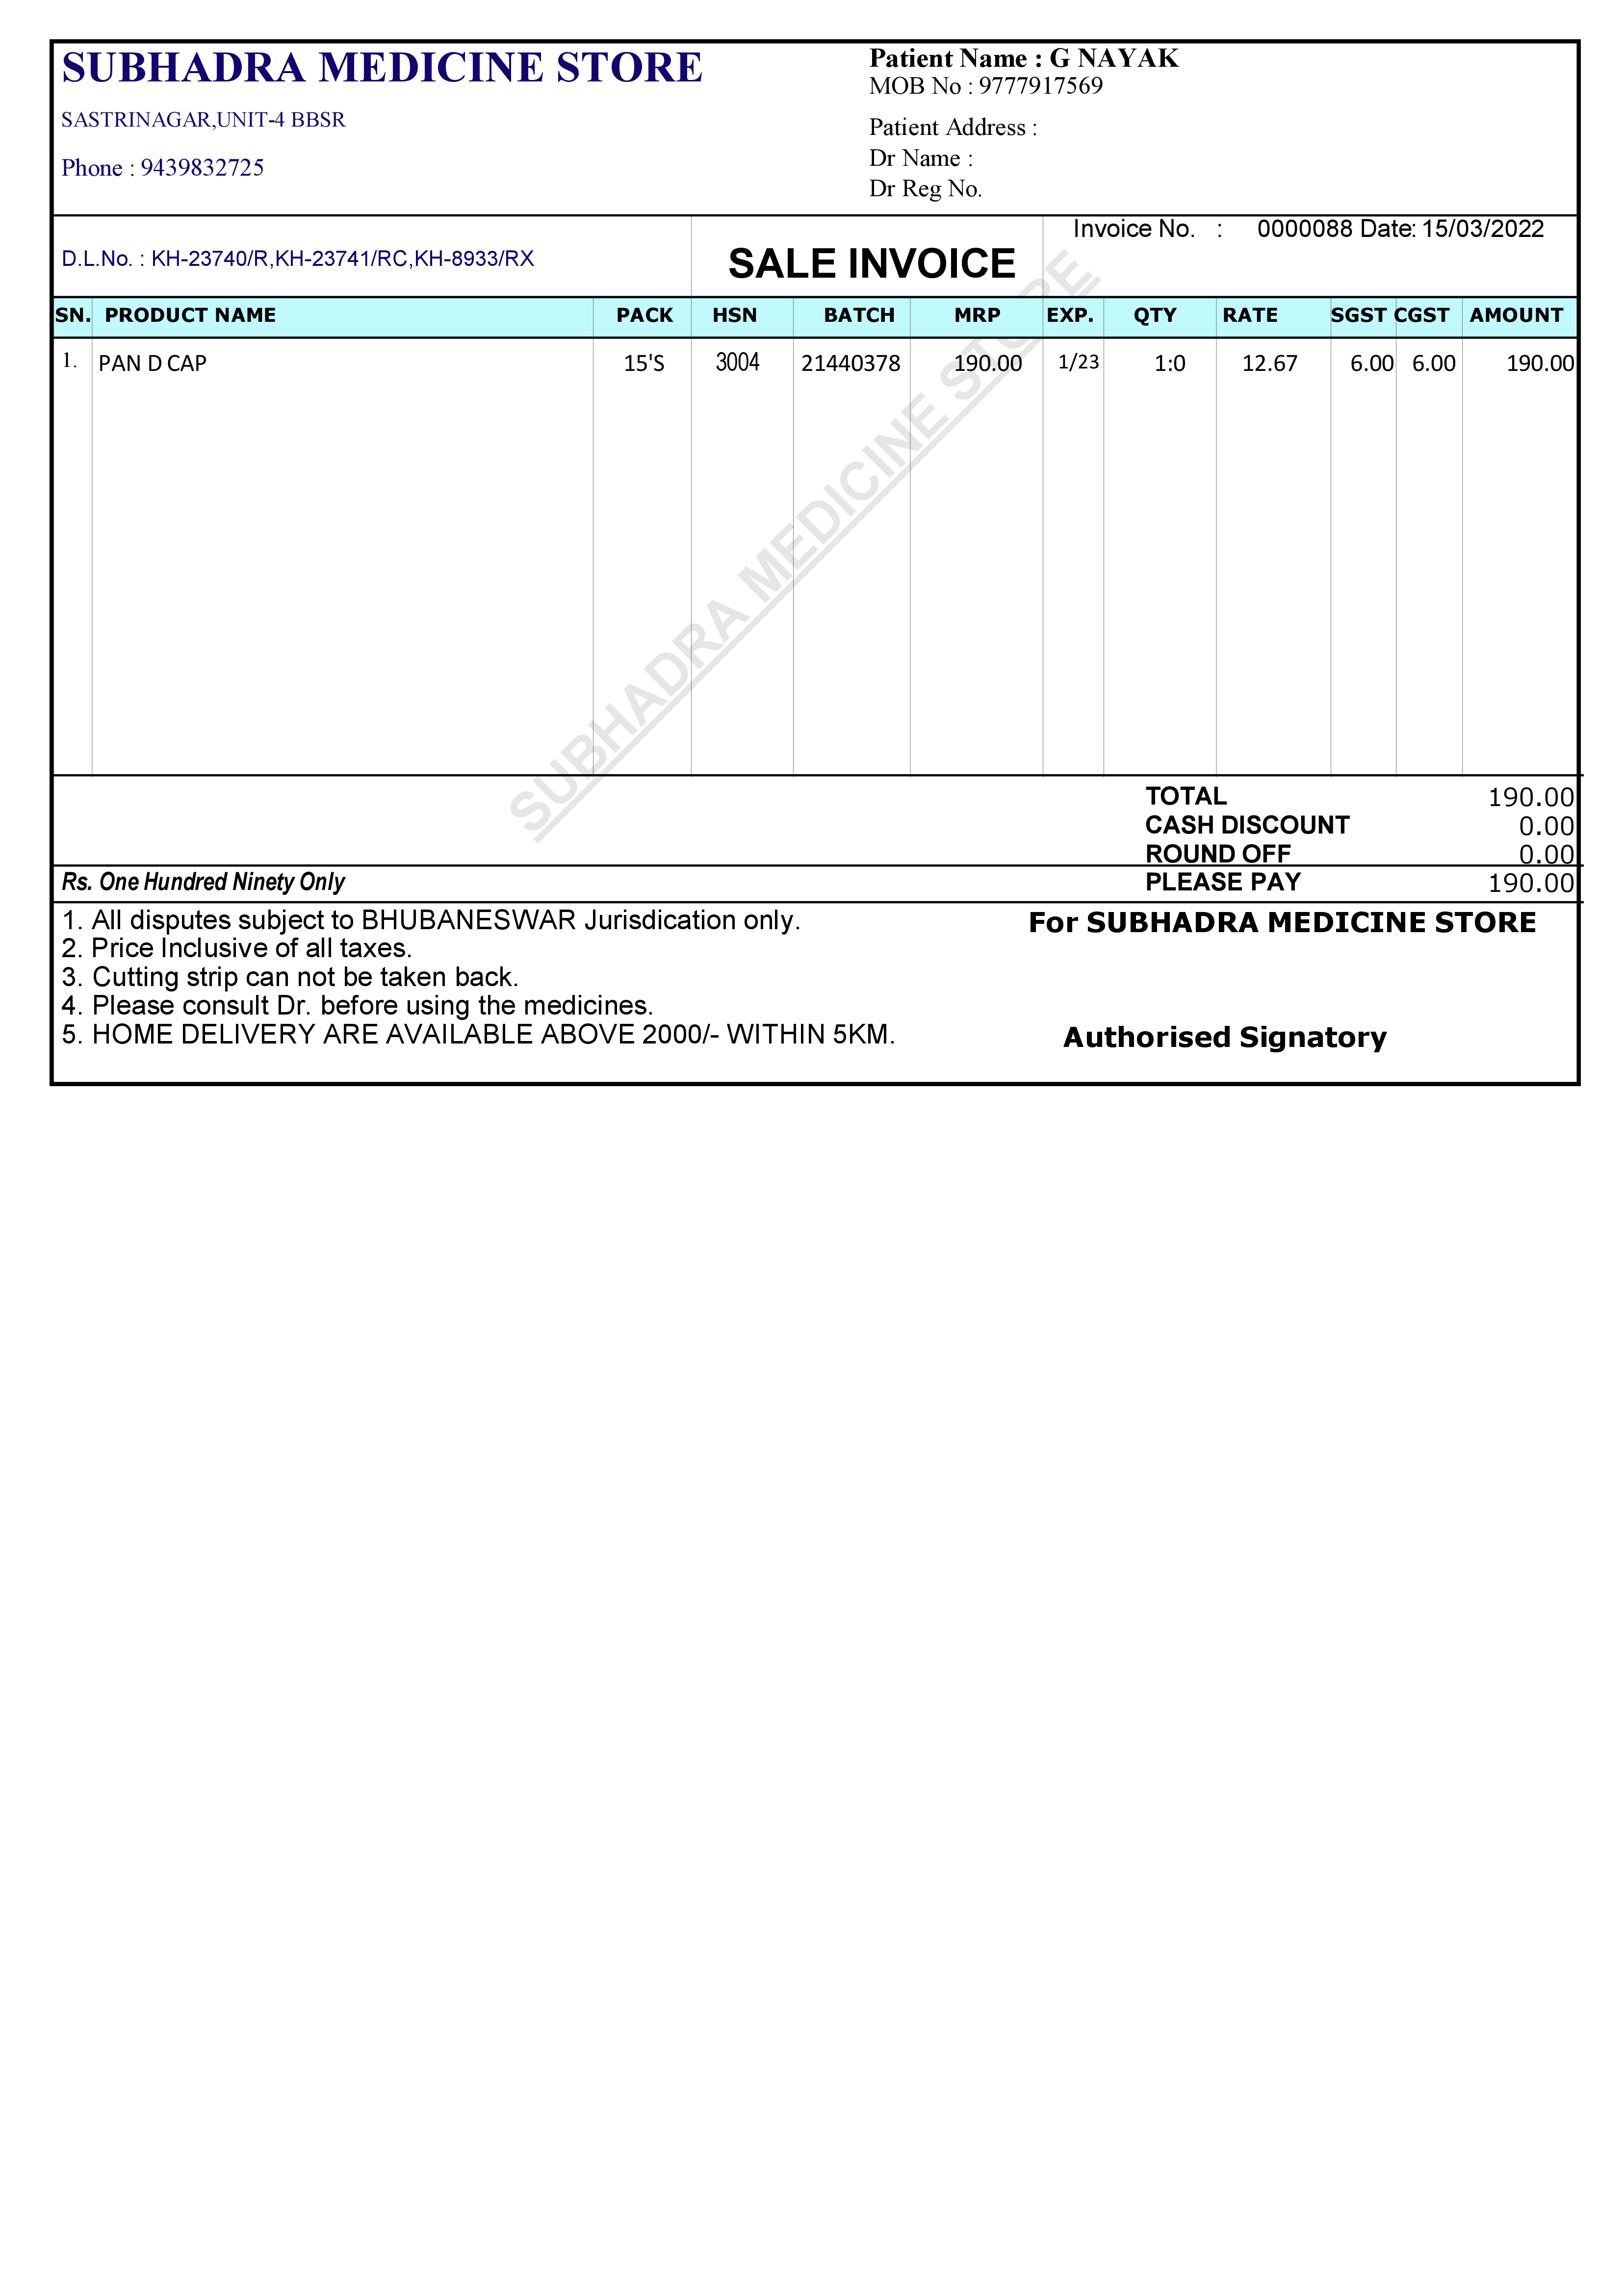 SUBHADRA MEDICINE STORE
SASTRINAGAR,UNIT-4 BBSR
Phone : 9439832725
Patient Name : G NAYAK
MOB No : 9777917569
Patient Address :
Dr Name :
Dr Reg No.
D.L.No. : KH-23740/R,KH-23741/RC,KH-8933/RX
SALE INVOICE
Invoice No. : 0000088 Date: 15/03/2022
SN. PRODUCT NAME PACK HSN BATCH MRP EXP. QTY RATE SGST CGST AMOUNT
1. PAN D CAP 15'S 3004 21440378 190.00 1/23 1:0 12.67 6.00 6.00 190.00
SUBHADRA MEDICINE STORE
TOTAL 190.00
CASH DISCOUNT 0.00
ROUND OFF 0.00
Rs. One Hundred Ninety Only PLEASE PAY 190.00
1. All disputes subject to BHUBANESWAR Jurisdication only.
2. Price Inclusive of all taxes.
3. Cutting strip can not be taken back.
4. Please consult Dr. before using the medicines.
5. HOME DELIVERY ARE AVAILABLE ABOVE 2000/- WITHIN 5KM.
For SUBHADRA MEDICINE STORE
Authorised Signatory